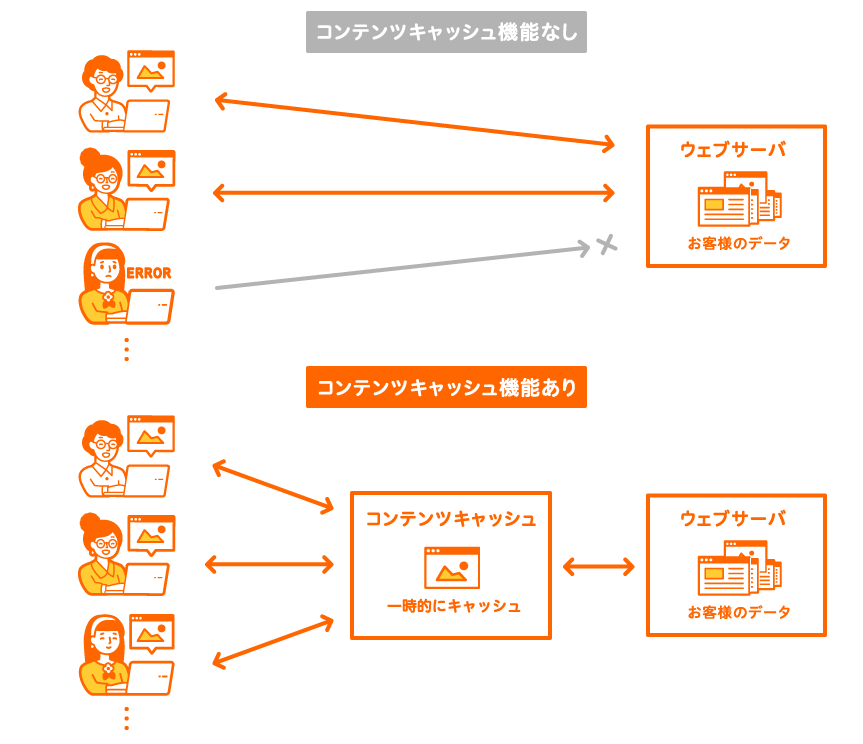 コンテンツキャッシュ機能なし
ウェブサーバ
お客様のデータ
ERROR
コンテンツキャッシュ機能あり
コンテンツキャッシュ
一時的にキャッシュ
ウェブサーバ
お客様のデータ